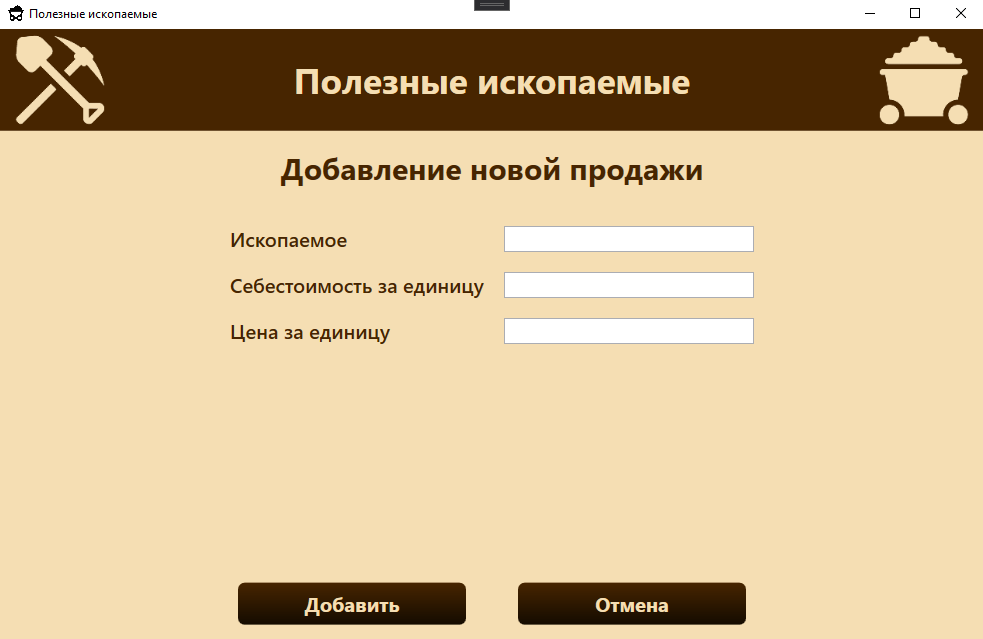 Полезные ископаемые
Полезные ископаемые
Добавление новой продажи
Ископаемое
Себестоимость за единицу
Цена за единицу
Добавить
Отмена